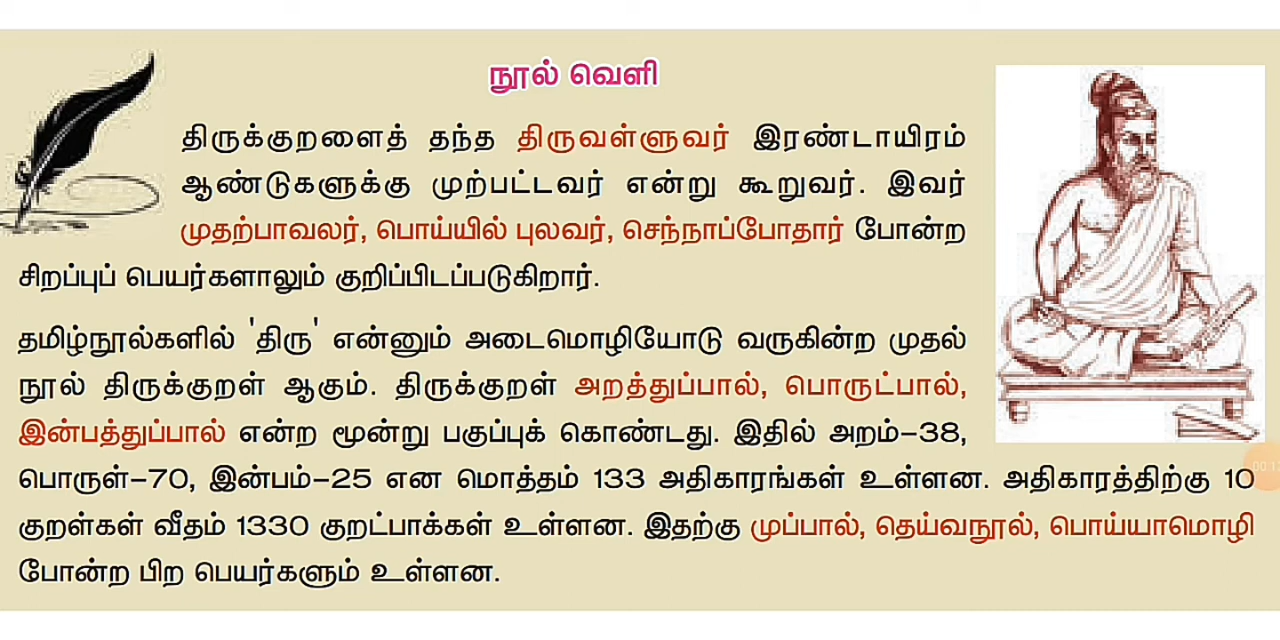 நூல் வெளி
திருக்குறளைத் தந்த திருவள்ளுவர் இரண்டாயிரம்
ஆண்டுகளுக்கு முற்பட்டவர் என்று கூறுவர். இவர்
முதற்பாவலர், பொய்யில் புலவர், செந்நாப்போதார் போன்ற
சிறப்புப் பெயர்களாலும் குறிப்பிடப்படுகிறார்.
தமிழ்நூல்களில் 'திரு' என்னும் அடைமொழியோடு வருகின்ற முதல்
நூல் திருக்குறள் ஆகும். திருக்குறள் அறத்துப்பால், பொருட்பால்,
இன்பத்துப்பால் என்ற மூன்று பகுப்புக் கொண்டது. இதில் அறம்–38,
பொருள்–70, இன்பம்–25 என மொத்தம் 133 அதிகாரங்கள் உள்ளன. அதிகாரத்திற்கு 10
குறள்கள் வீதம் 1330 குறட்பாக்கள் உள்ளன. இதற்கு முப்பால், தெய்வநூல், பொய்யாமொழி
போன்ற பிற பெயர்களும் உள்ளன.